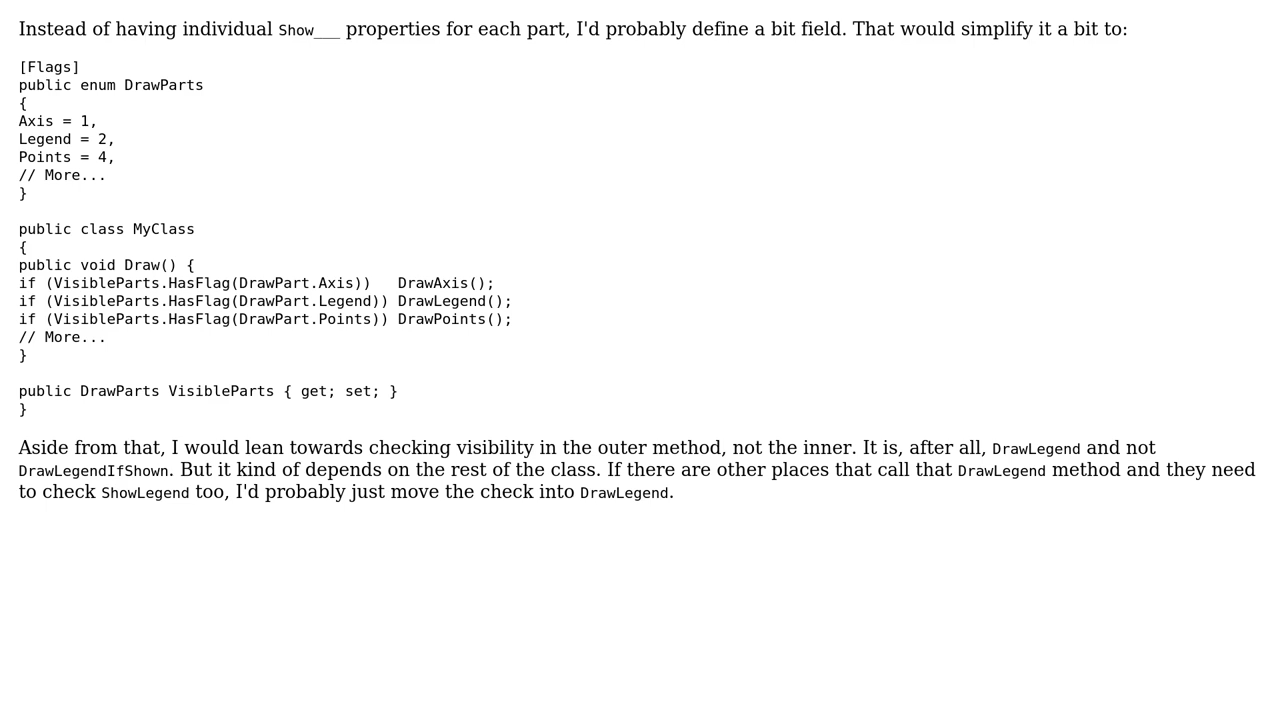 Instead of having individual Show___ properties for each part, I'd probably define a bit field. That would simplify it a bit to:
[Flags]
public enum DrawParts
{
Axis = 1,
Legend = 2,
Points = 4,
// More...
}
public class MyClass
{
public void Draw() {
if (VisibleParts.HasFlag(DrawPart.Axis))   DrawAxis();
if (VisibleParts.HasFlag(DrawPart.Legend)) DrawLegend();
if (VisibleParts.HasFlag(DrawPart.Points)) DrawPoints();
// More...
}
public DrawParts VisibleParts { get; set; }
}
Aside from that, I would lean towards checking visibility in the outer method, not the inner. It is, after all, DrawLegend and not
DrawLegendIfShown. But it kind of depends on the rest of the class. If there are other places that call that DrawLegend method and they need
to check ShowLegend too, I'd probably just move the check into DrawLegend.